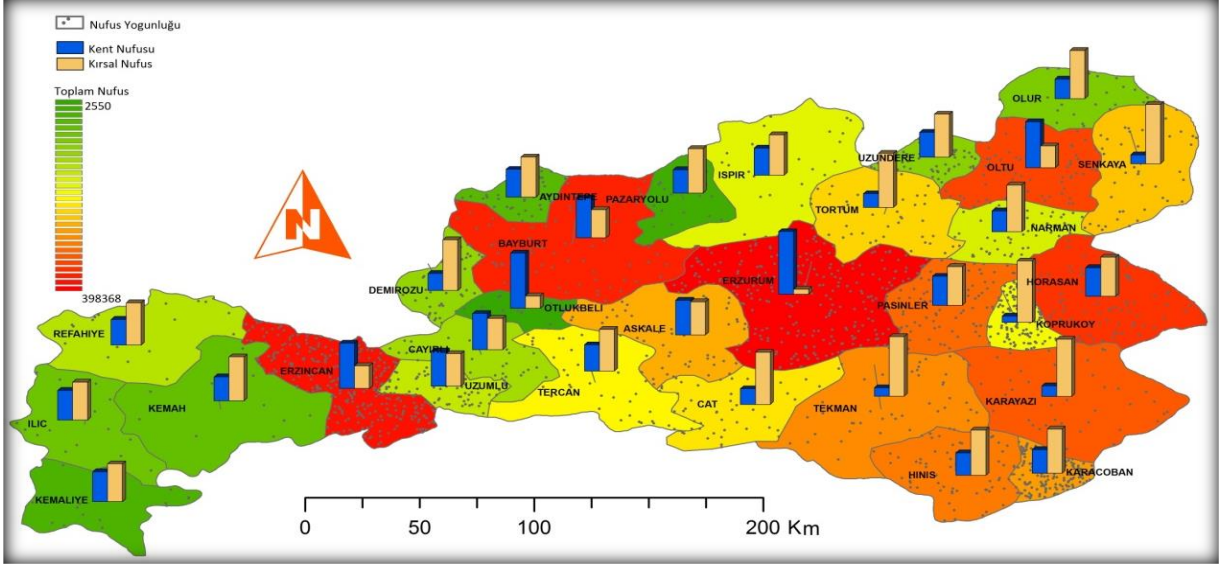 Nufus Yogunluğu
Kent Nufusu
Kırsal Nufus
Toplam Nufus
2550
398368
N
OLUR
UZUNDERE
OLTU
SENKAYA
ISPIR
TORTUM
NARMAN
AYDINTEPE
PAZARYOLU
BAYBURT
DEMIROZU
OTLUKBELI
ERZURUM
PASINLER
HORASAN
KOPRUKOY
ASKALE
REFAHIYE
ERZINCAN
CAYIRLI
UZUMLU
TERCAN
CAT
TEKMAN
KARAYAZI
ILIC
KEMAH
HINIS
KARACOBAN
KEMALIYE
0 50 100 200 Km